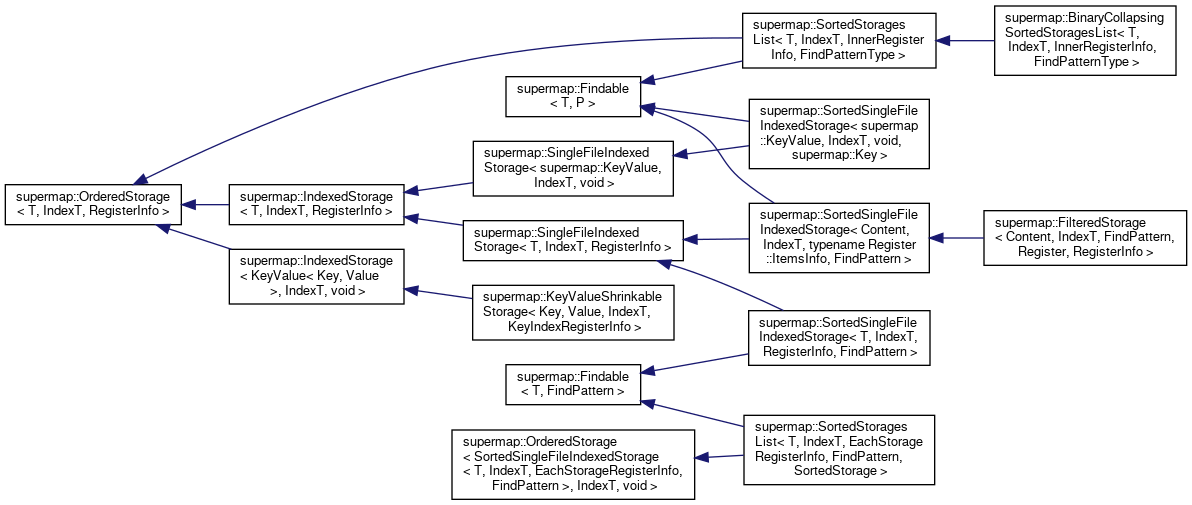 supermap::OrderedStorage
< T, IndexT, RegisterInfo >
supermap::IndexedStorage
< T, IndexT, RegisterInfo >
supermap::IndexedStorage
< KeyValue< Key, Value
>, IndexT, void >
supermap::Findable
< T, P >
supermap::SingleFileIndexed
Storage< supermap::KeyValue,
IndexT, void >
supermap::SingleFileIndexed
Storage< T, IndexT, RegisterInfo >
supermap::KeyValueShrinkable
Storage< Key, Value, IndexT,
KeyIndexRegisterInfo >
supermap::Findable
< T, FindPattern >
supermap::OrderedStorage
< SortedSingleFileIndexedStorage
< T, IndexT, EachStorageRegisterInfo,
FindPattern >, IndexT, void >
supermap::SortedStorages
List< T, IndexT, InnerRegister
Info, FindPatternType >
supermap::SortedSingleFile
IndexedStorage< supermap
::KeyValue, IndexT, void,
supermap::Key >
supermap::SortedSingleFile
IndexedStorage< Content,
IndexT, typename Register
::ItemsInfo, FindPattern >
supermap::SortedSingleFile
IndexedStorage< T, IndexT,
RegisterInfo, FindPattern >
supermap::SortedStorages
List< T, IndexT, EachStorage
RegisterInfo, FindPattern,
SortedStorage >
supermap::BinaryCollapsing
SortedStoragesList< T,
IndexT, InnerRegisterInfo,
FindPatternType >
supermap::FilteredStorage
< Content, IndexT, FindPattern,
Register, RegisterInfo >